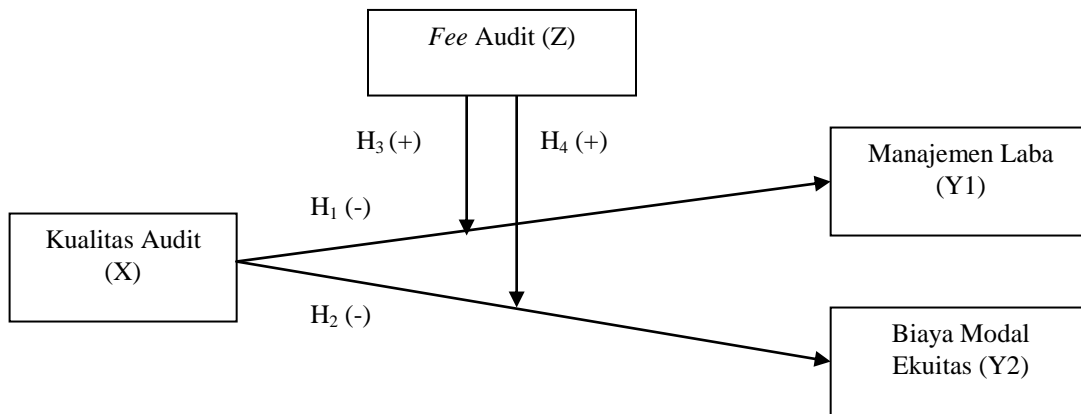 Fee Audit (Z)
H₃ (+)
H₄ (+)
Manajemen Laba
(Y1)
H₁ (-)
Kualitas Audit
(X)
H₂ (-)
Biaya Modal
Ekuitas (Y2)